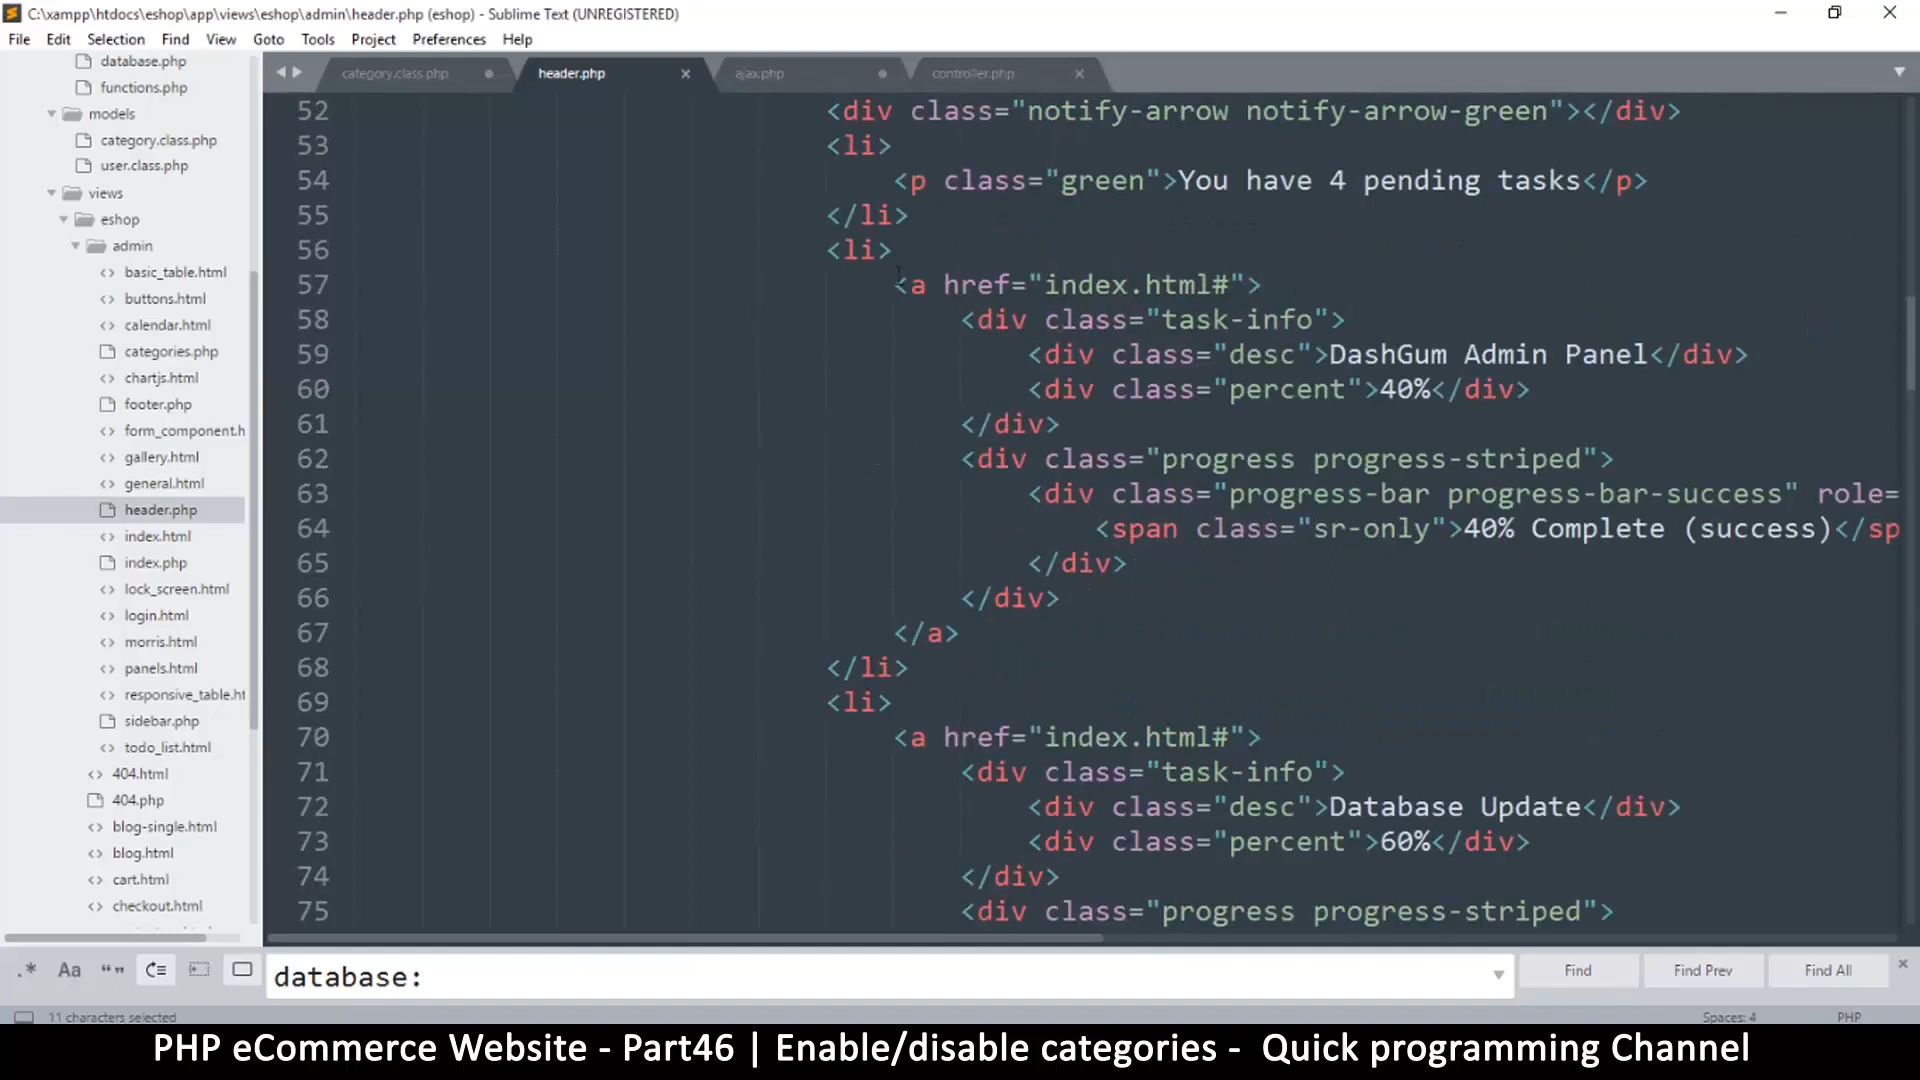 C:\xampp\htdocs\eshop\app\views\eshop\admin\header.php (eshop) - Sublime Text (UNREGISTERED)
File Edit Selection Find View Goto Tools Project Preferences Help
database.php
functions.php
models
category.class.php
user.class.php
views
eshop
admin
basic_table.html
buttons.html
calendar.html
categories.php
chartjs.html
footer.php
form_component.h
gallery.html
general.html
header.php
index.html
index.php
lock_screen.html
login.html
morris.html
panels.html
responsive_table.ht
sidebar.php
todo_list.html
404.html
404.php
blog-single.html
blog.html
cart.html
checkout.html
category.class.php header.php ajax.php controller.php
52 <div class="notify-arrow notify-arrow-green"></div>
53 <li>
54 <p class="green">You have 4 pending tasks</p>
55 </li>
56 <li>
57 <a href="index.html#">
58 <div class="task-info">
59 <div class="desc">DashGum Admin Panel</div>
60 <div class="percent">40%</div>
61 </div>
62 <div class="progress progress-striped">
63 <div class="progress-bar progress-bar-success" role=
64 <span class="sr-only">40% Complete (success)</sp
65 </div>
66 </div>
67 </a>
68 </li>
69 <li>
70 <a href="index.html#">
71 <div class="task-info">
72 <div class="desc">Database Update</div>
73 <div class="percent">60%</div>
74 </div>
75 <div class="progress progress-striped">
.* Aa “” database: Find Find Prev Find All
11 characters selected Spaces: 4 PHP
PHP eCommerce Website - Part46 | Enable/disable categories - Quick programming Channel